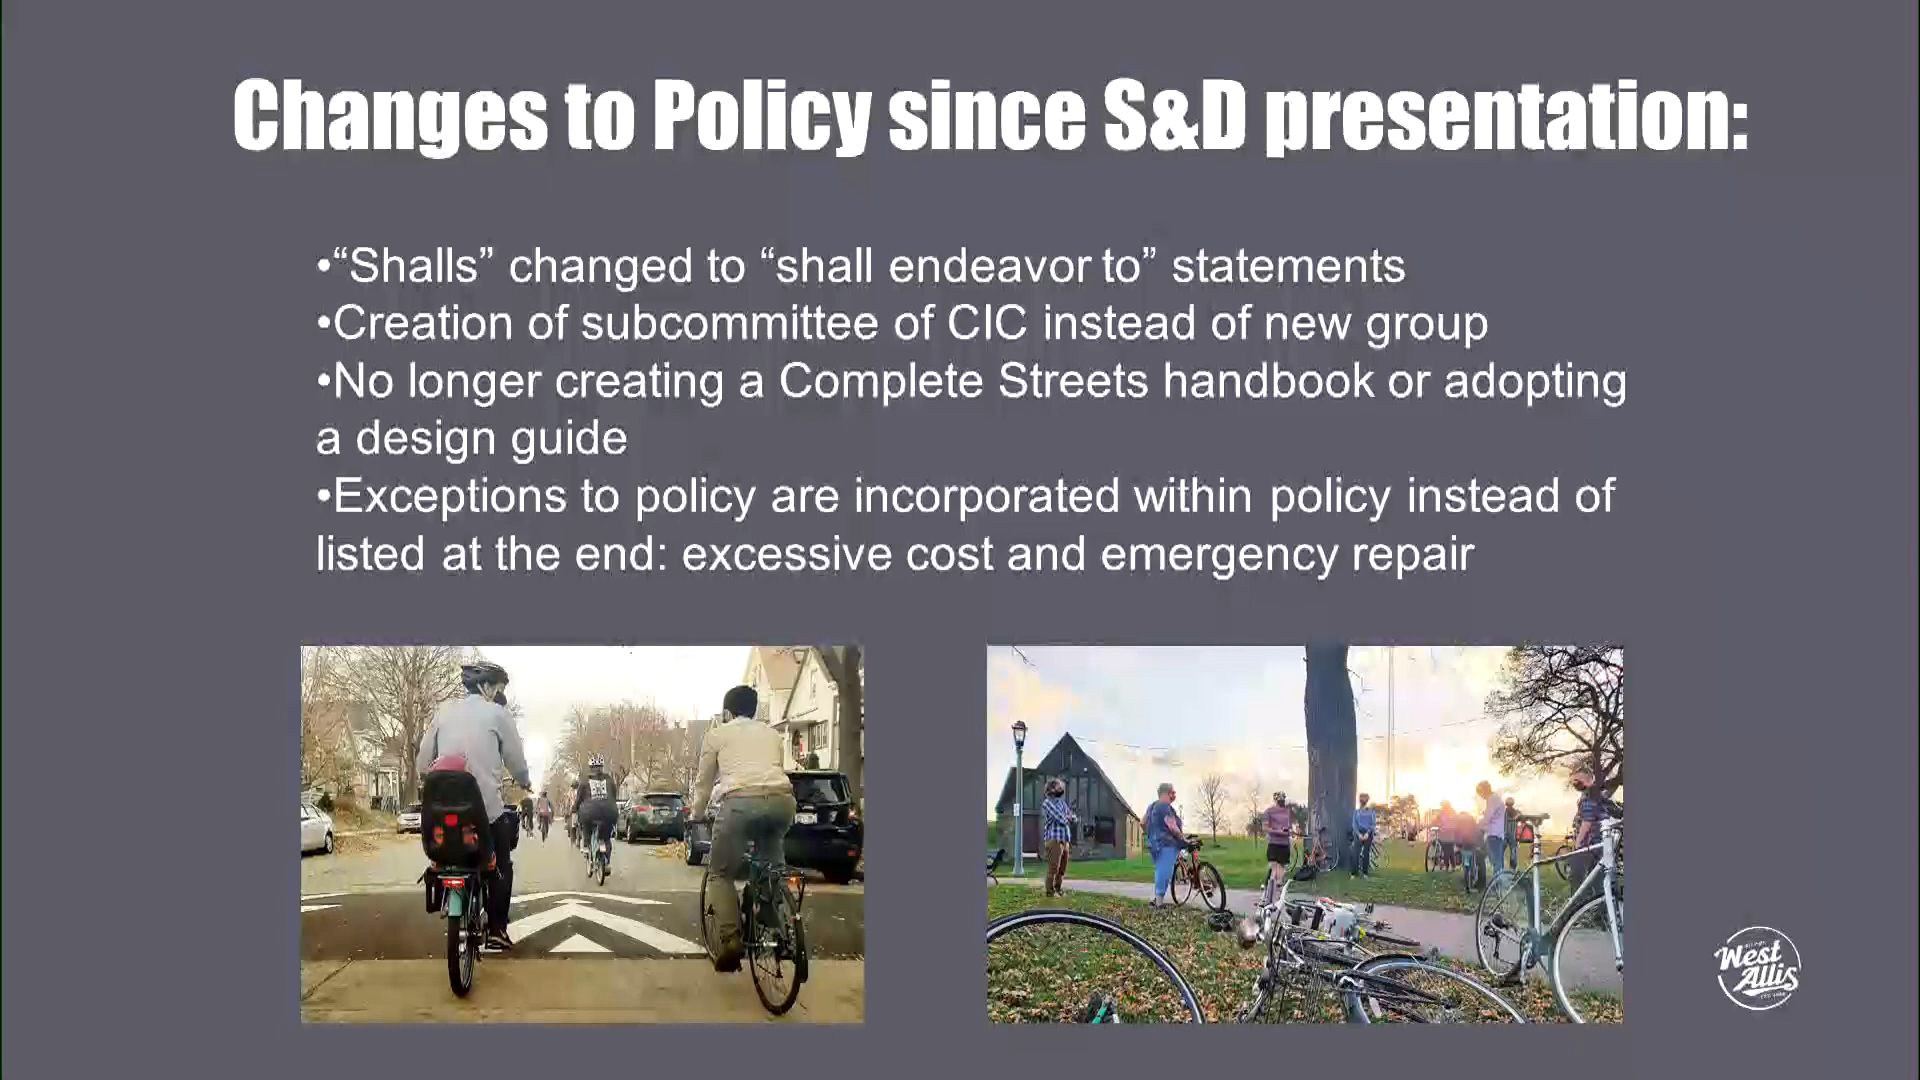 Changes to Policy since S&D presentation:
•“Shalls” changed to “shall endeavor to” statements
•Creation of subcommittee of CIC instead of new group
•No longer creating a Complete Streets handbook or adopting
a design guide
•Exceptions to policy are incorporated within policy instead of
listed at the end: excessive cost and emergency repair
West
Allis